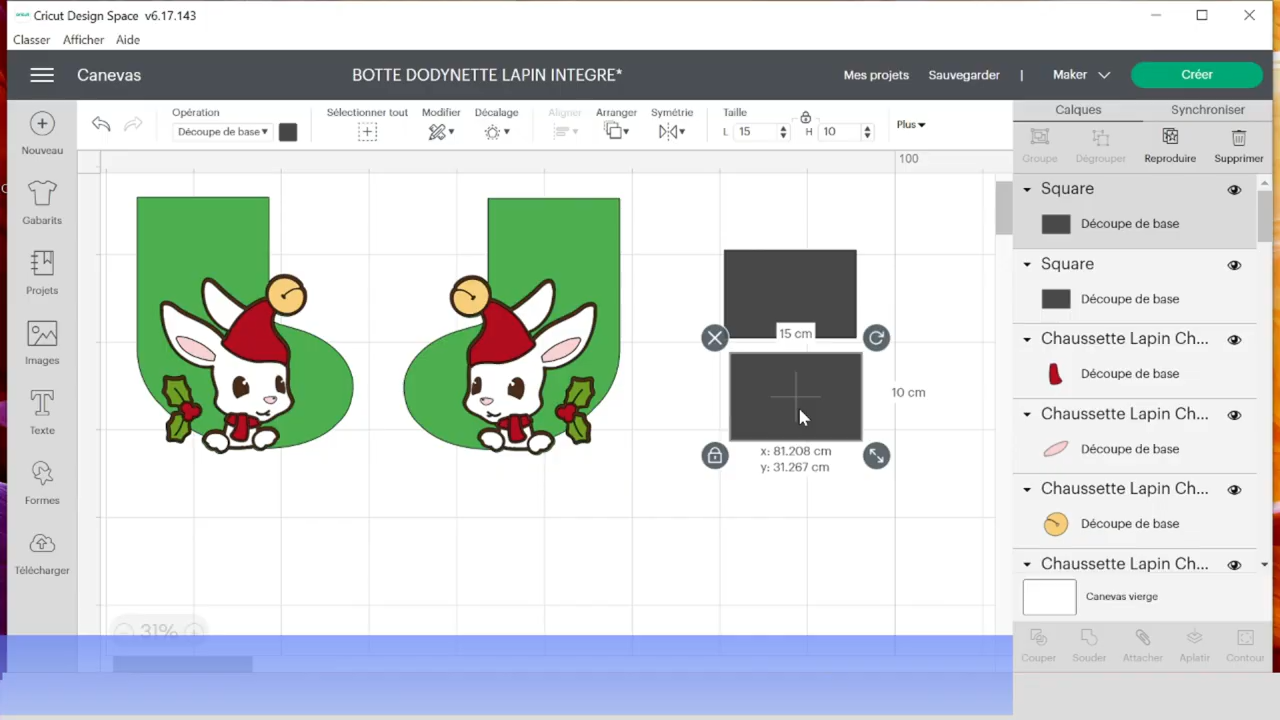 Cricut Design Space v6.17.143
Classer Afficher Aide
Canevas
BOTTE DODYNETTE LAPIN INTEGRE*
Mes projets Sauvegarder | Maker Créer
Opération
Découpe de base
Sélectionner tout Modifier Décalage Aligner Arranger Symétrie
Taille
L 15 H 10
Plus
Calques Synchroniser
Groupe Dégrouper Reproduire Supprimer
Nouveau
Gabarits
Projets
Images
Texte
Formes
Télécharger
100
15 cm
10 cm
x: 81.208 cm
y: 31.267 cm
31%
Square
Découpe de base
Square
Découpe de base
Chaussette Lapin Ch...
Découpe de base
Chaussette Lapin Ch...
Découpe de base
Chaussette Lapin Ch...
Découpe de base
Chaussette Lapin Ch...
Canevas vierge
Couper Souder Attacher Aplatir Contour